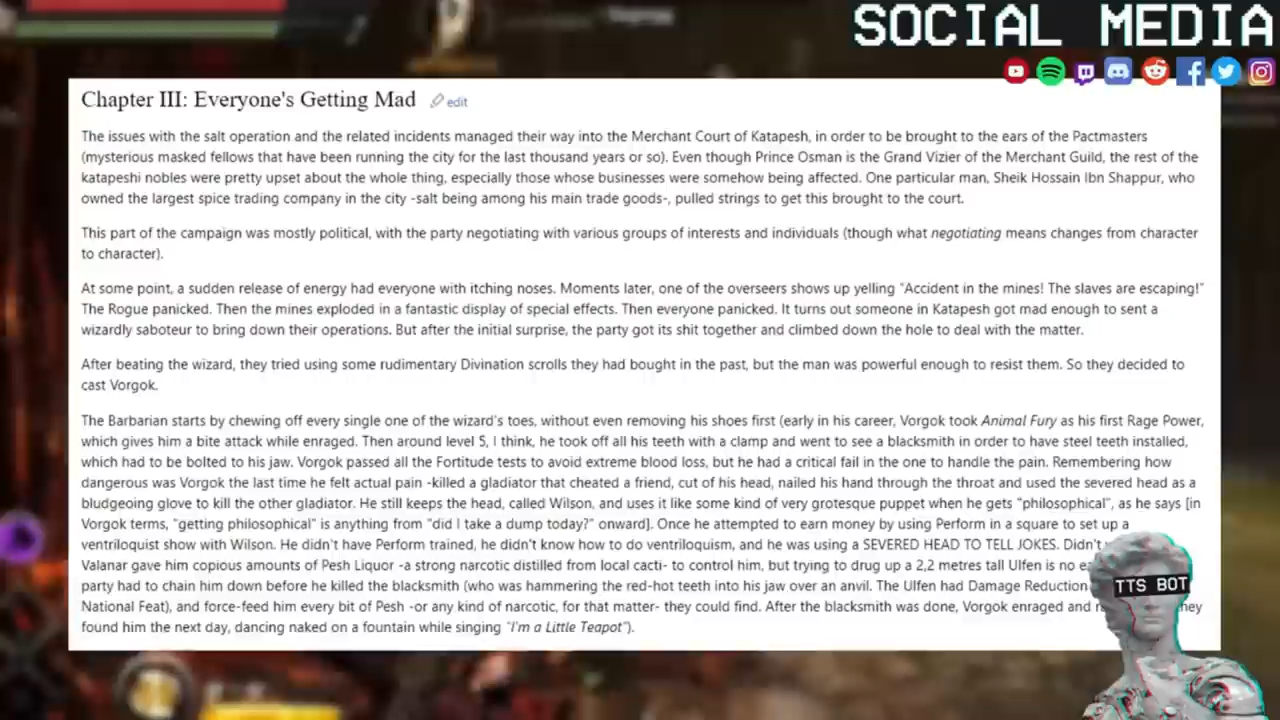 SOCIAL MEDIA
Chapter III: Everyone's Getting Mad edit
The issues with the salt operation and the related incidents managed their way into the Merchant Court of Katapesh, in order to be brought to the ears of the Pactmasters
(mysterious masked fellows that have been running the city for the last thousand years or so). Even though Prince Osman is the Grand Vizier of the Merchant Guild, the rest of the
katapeshi nobles were pretty upset about the whole thing, especially those whose businesses were somehow being affected. One particular man, Sheik Hossain Ibn Shappur, who
owned the largest spice trading company in the city -salt being among his main trade goods-, pulled strings to get this brought to the court.
This part of the campaign was mostly political, with the party negotiating with various groups of interests and individuals (though what negotiating means changes from character
to character).
At some point, a sudden release of energy had everyone with itching noses. Moments later, one of the overseers shows up yelling "Accident in the mines! The slaves are escaping!"
The Rogue panicked. Then the mines exploded in a fantastic display of special effects. Then everyone panicked. It turns out someone in Katapesh got mad enough to sent a
wizardly saboteur to bring down their operations. But after the initial surprise, the party got its shit together and climbed down the hole to deal with the matter.
After beating the wizard, they tried using some rudimentary Divination scrolls they had bought in the past, but the man was powerful enough to resist them. So they decided to
cast Vorgok.
The Barbarian starts by chewing off every single one of the wizard's toes, without even removing his shoes first (early in his career, Vorgok took Animal Fury as his first Rage Power,
which gives him a bite attack while enraged. Then around level 5, I think, he took off all his teeth with a clamp and went to see a blacksmith in order to have steel teeth installed,
which had to be bolted to his jaw. Vorgok passed all the Fortitude tests to avoid extreme blood loss, but he had a critical fail in the one to handle the pain. Remembering how
dangerous was Vorgok the last time he felt actual pain -killed a gladiator that cheated a friend, cut of his head, nailed his hand through the throat and used the severed head as a
bludgeoing glove to kill the other gladiator. He still keeps the head, called Wilson, and uses it like some kind of very grotesque puppet when he gets "philosophical", as he says [in
Vorgok terms, "getting philosophical" is anything from "did I take a dump today?" onward]. Once he attempted to earn money by using Perform in a square to set up a
ventriloquist show with Wilson. He didn't have Perform trained, he didn't know how to do ventriloquism, and he was using a SEVERED HEAD TO TELL JOKES. Didn't
Valanar gave him copious amounts of Pesh Liquor -a strong narcotic distilled from local cacti- to control him, but trying to drug up a 2,2 metres tall Ulfen is no
party had to chain him down before he killed the blacksmith (who was hammering the red-hot teeth into his jaw over an anvil. The Ulfen had Damage Reduction
National Feat), and force-feed him every bit of Pesh -or any kind of narcotic, for that matter- they could find. After the blacksmith was done, Vorgok enraged and
found him the next day, dancing naked on a fountain while singing "I'm a Little Teapot").
TTS BOT